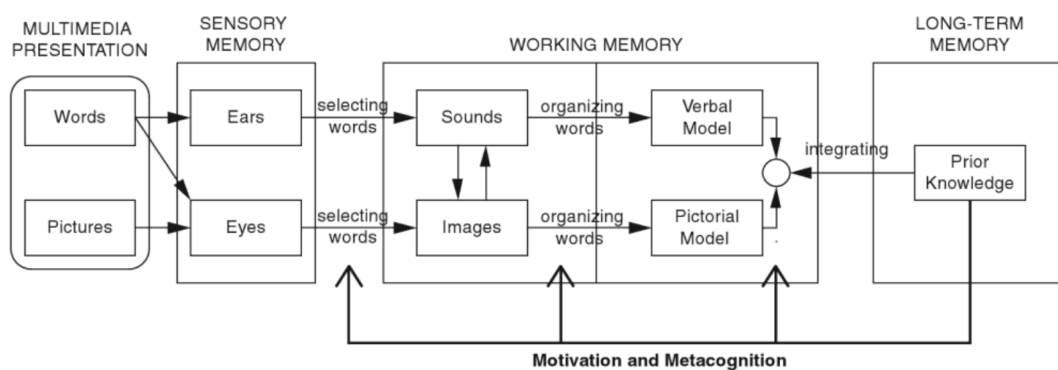 MULTIMEDIA
PRESENTATION
SENSORY
MEMORY
WORKING MEMORY
LONG-TERM
MEMORY
Words
Ears
selecting
words
Sounds
organizing
words
Verbal
Model
integrating
Prior
Knowledge
Pictures
Eyes
selecting
words
Images
organizing
words
Pictorial
Model
Motivation and Metacognition